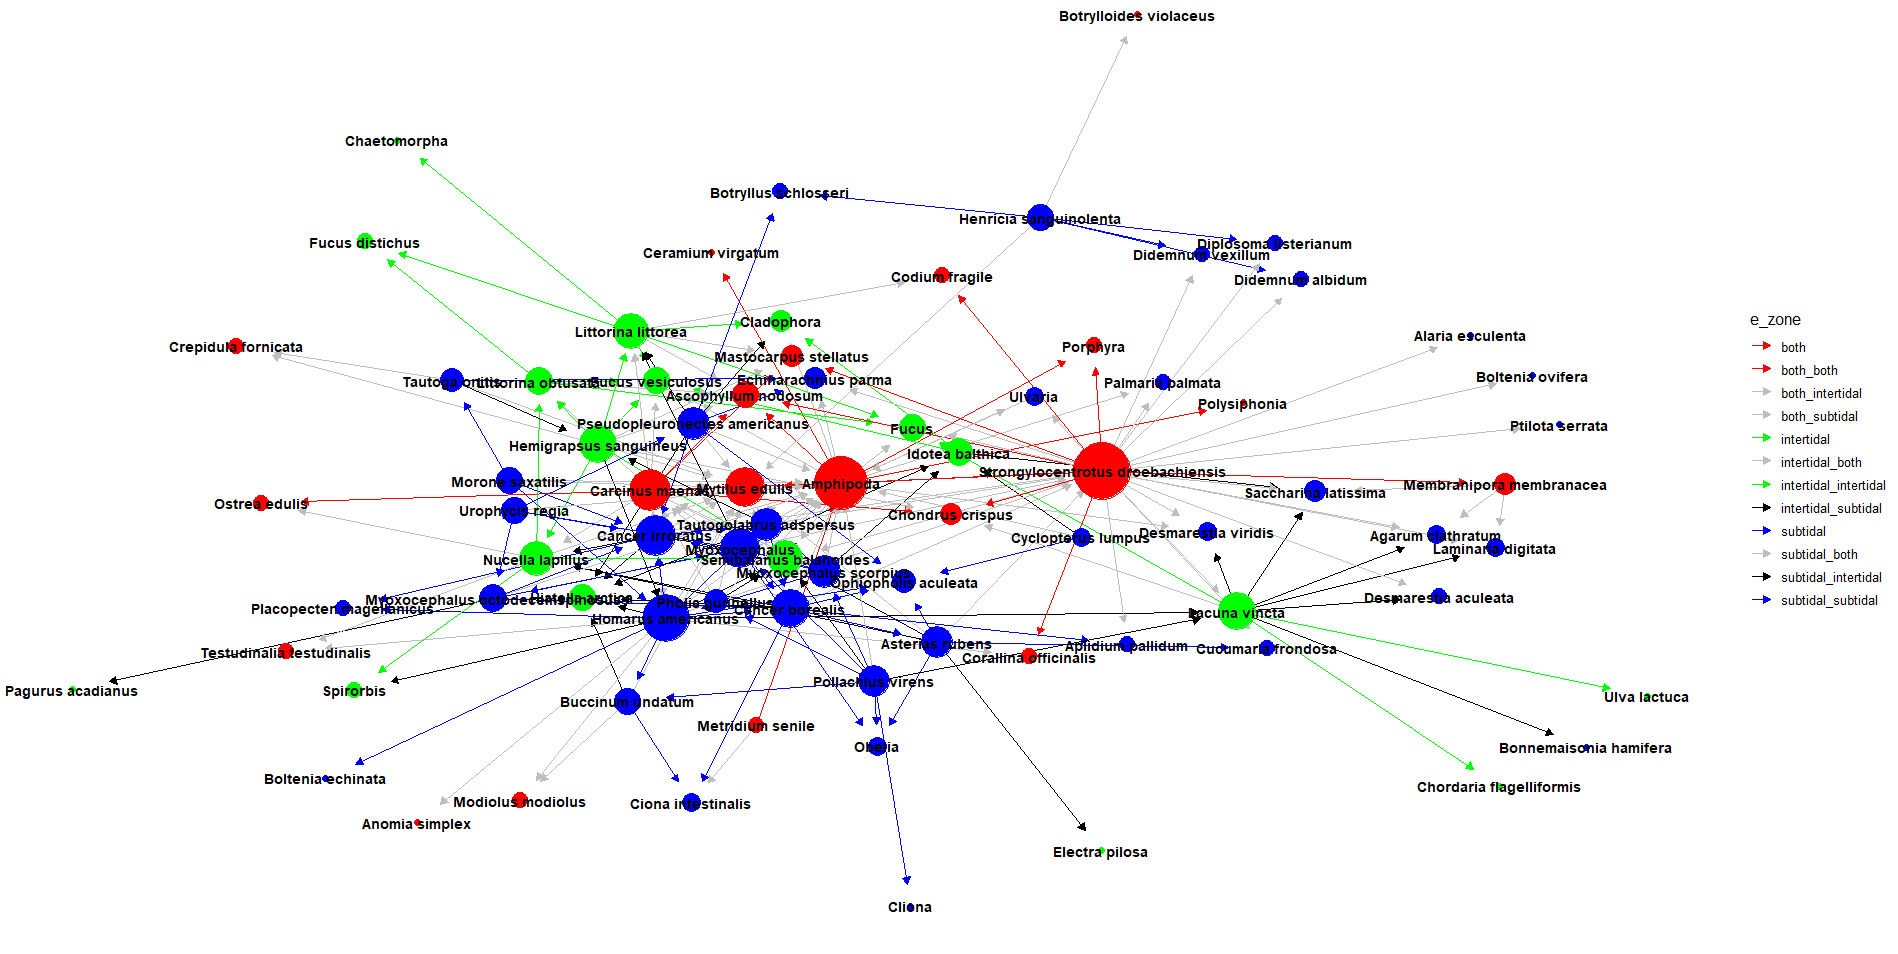 Botrylloides violaceus
Chaetomorpha
Botryllus schlosseri
Henricia sanguinolenta
Fucus distichus
Diplosoma listerianum
Ceramium virgatum
Didemnum vexillum
Codium fragile
Didemnum albidum
e_zone
Cladophora
Littorina littorea
Alaria esculenta
Crepidula fornicata
Porphyra
both
Mastocarpus stellatus
both_both
Boltenia ovifera
Echinarachnius parma
Tautoga onitis
Littorina obtusata
Fucus vesiculosus
Palmaria palmata
both_intertidal
Ascophyllum nodosum
Ulvaria
Polysiphonia
both_subtidal
Pseudopleuronectes americanus
Fucus
Ptilota serrata
intertidal
Hemigrapsus sanguineus
Idotea balthica
intertidal_both
Strongylocentrotus droebachiensis
Morone saxatilis
Amphipoda
Membranipora membranacea
intertidal_intertidal
Carcinus maenas
Mytilus edulis
Saccharina latissima
Ostrea edulis
Urophycis regia
Chondrus crispus
intertidal_subtidal
Tautogolabrus adspersus
subtidal
Cancer irroratus
Cyclopterus lumpus
Desmarestia viridis
Agarum clathratum
Myoxocephalus
Laminaria digitata
subtidal_both
Nucella lapillus
Semibalanus balanoides
Myoxocephalus scorpius
subtidal_intertidal
Ophiopholis aculeata
Myoxocephalus octodecemspinosus
Hiatella arctica
Desmarestia aculeata
subtidal_subtidal
Placopecten magellanicus
Pholis gunnellus
Cancer borealis
Lacuna vincta
Homarus americanus
Asterias rubens
Aplidium pallidum
Cucumaria frondosa
Testudinalia testudinalis
Corallina officinalis
Pollachius virens
Pagurus acadianus
Spirorbis
Ulva lactuca
Buccinum undatum
Metridium senile
Obelia
Bonnemaisonia hamifera
Boltenia echinata
Chordaria flagelliformis
Modiolus modiolus
Ciona intestinalis
Anomia simplex
Electra pilosa
Cliona